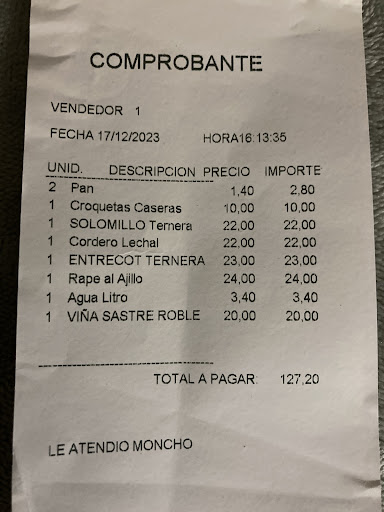 COMPROBANTE
VENDEDOR 1
FECHA 17/12/2023 HORA16:13:35
UNID. DESCRIPCION PRECIO IMPORTE
2 Pan 1,40 2,80
1 Croquetas Caseras 10,00 10,00
1 SOLOMILLO Ternera 22,00 22,00
1 Cordero Lechal 22,00 22,00
1 ENTRECOT TERNERA 23,00 23,00
1 Rape al Ajillo 24,00 24,00
1 Agua Litro 3,40 3,40
1 VIÑA SASTRE ROBLE 20,00 20,00
TOTAL A PAGAR: 127,20
LE ATENDIO MONCHO